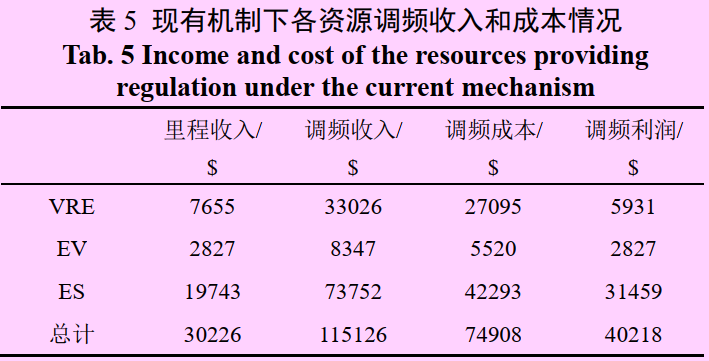 表 5 现有机制下各资源调频收入和成本情况
Tab. 5 Income and cost of the resources providing
regulation under the current mechanism
里程收入/ 调频收入/ 调频成本/ 调频利润/
$ $ $ $
VRE 7655 33026 27095 5931
EV 2827 8347 5520 2827
ES 19743 73752 42293 31459
总计 30226 115126 74908 40218